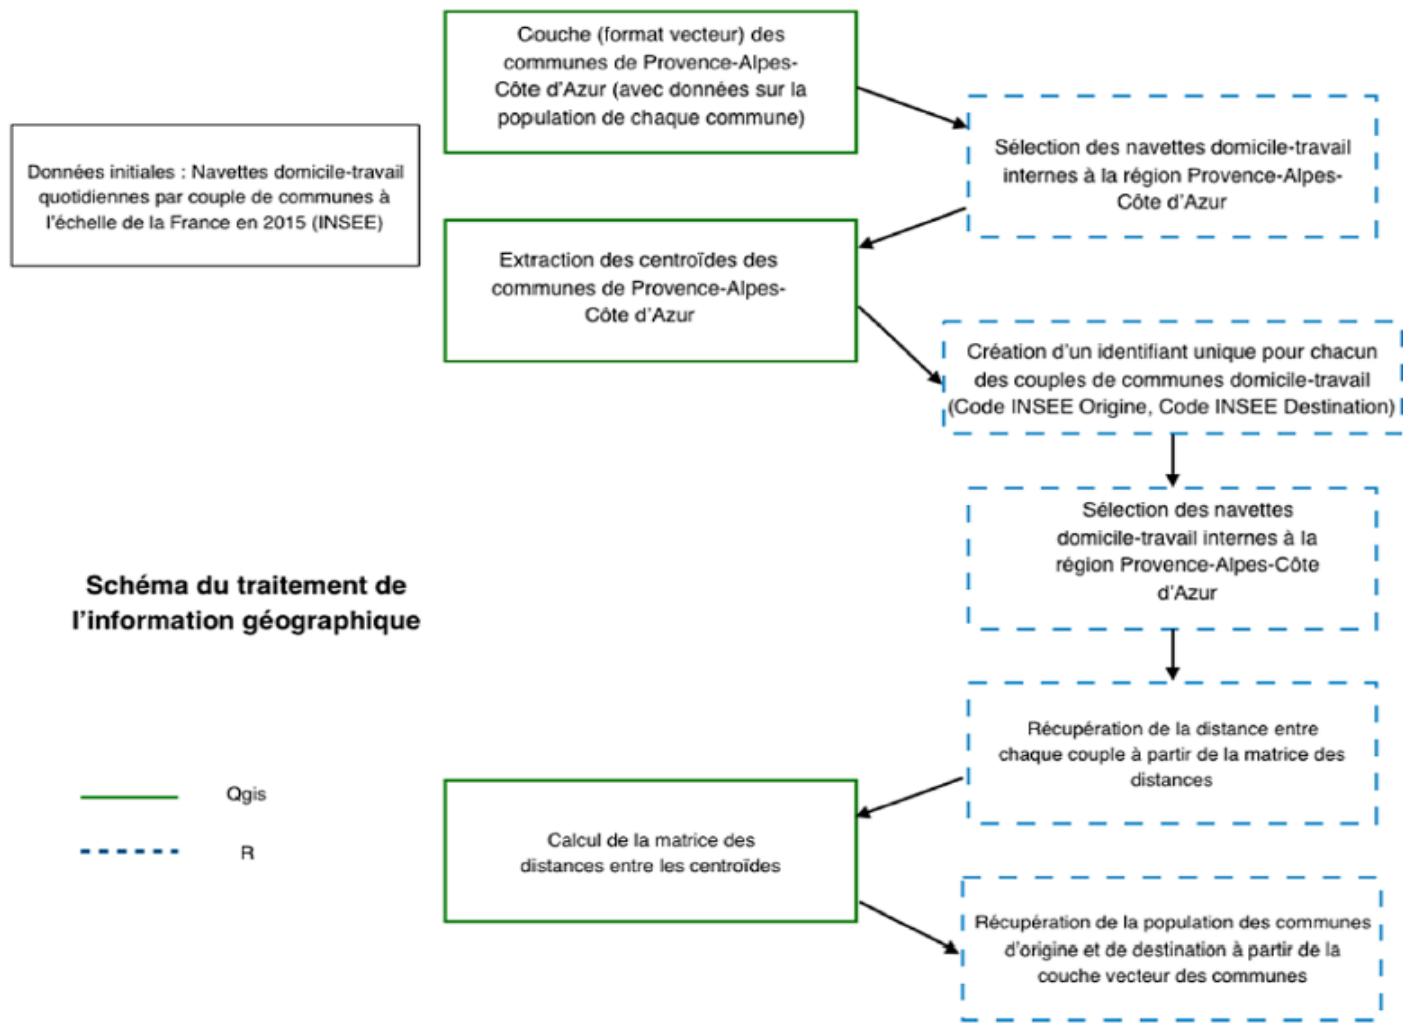 Couche (format vecteur) des
communes de Provence-Alpes-
Côte d'Azur (avec données sur la
population de chaque commune)
Données initiales : Navettes domicile-travail
quotidiennes par couple de communes à
l'échelle de la France en 2015 (INSEE)
Sélection des navettes domicile-travail
internes à la région Provence-Alpes-
Côte d'Azur
Extraction des centroïdes des
communes de Provence-Alpes-
Côte d'Azur
Création d'un identifiant unique pour chacun
des couples de communes domicile-travail
(Code INSEE Origine, Code INSEE Destination)
Sélection des navettes
domicile-travail internes à la
région Provence-Alpes-Côte
d'Azur
Schéma du traitement de
l'information géographique
Récupération de la distance entre
chaque couple à partir de la matrice des
distances
Qgis
R
Calcul de la matrice des
distances entre les centroïdes
Récupération de la population des communes
d'origine et de destination à partir de la
couche vecteur des communes